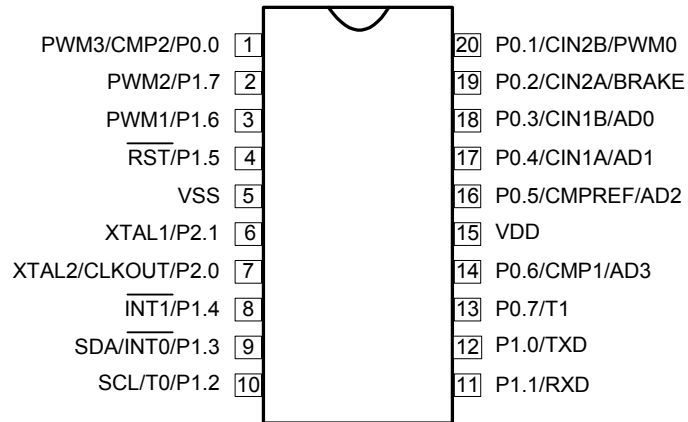 PWM3/CMP2/P0.0 1 20 P0.1/CIN2B/PWM0
PWM2/P1.7 2 19 P0.2/CIN2A/BRAKE
PWM1/P1.6 3 18 P0.3/CIN1B/AD0
RST/P1.5 4 17 P0.4/CIN1A/AD1
VSS 5 16 P0.5/CMPREF/AD2
XTAL1/P2.1 6 15 VDD
XTAL2/CLKOUT/P2.0 7 14 P0.6/CMP1/AD3
INT1/P1.4 8 13 P0.7/T1
SDA/INT0/P1.3 9 12 P1.0/TXD
SCL/T0/P1.2 10 11 P1.1/RXD